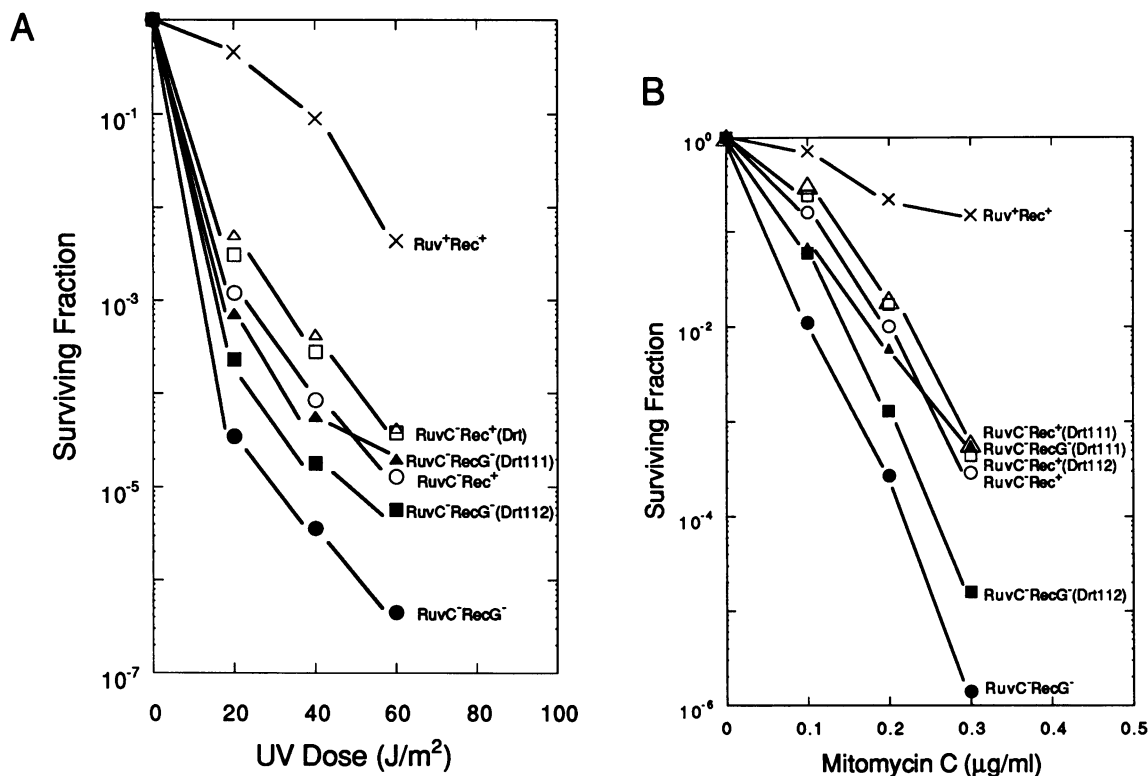 A
Surviving Fraction
10⁻¹
10⁻³
10⁻⁵
10⁻⁷
Ruv⁺Rec⁺
RuvC⁻Rec⁺(Drt)
RuvC⁻RecG⁻(Drt111)
RuvC⁻Rec⁺
RuvC⁻RecG⁻(Drt112)
RuvC⁻RecG⁻
0 20 40 60 80 100
UV Dose (J/m²)
B
Surviving Fraction
10⁰
10⁻²
10⁻⁴
10⁻⁶
Ruv⁺Rec⁺
RuvC⁻Rec⁺(Drt111)
RuvC⁻RecG⁻(Drt111)
RuvC⁻Rec⁺(Drt112)
RuvC⁻Rec⁺
RuvC⁻RecG⁻(Drt112)
RuvC⁻RecG⁻
0 0.1 0.2 0.3 0.4 0.5
Mitomycin C (μg/ml)